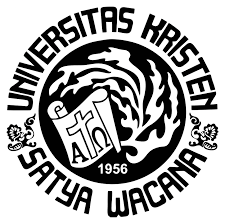 UNIVERSITAS KRISTEN
Α Ω
1956
SATYA WACANA